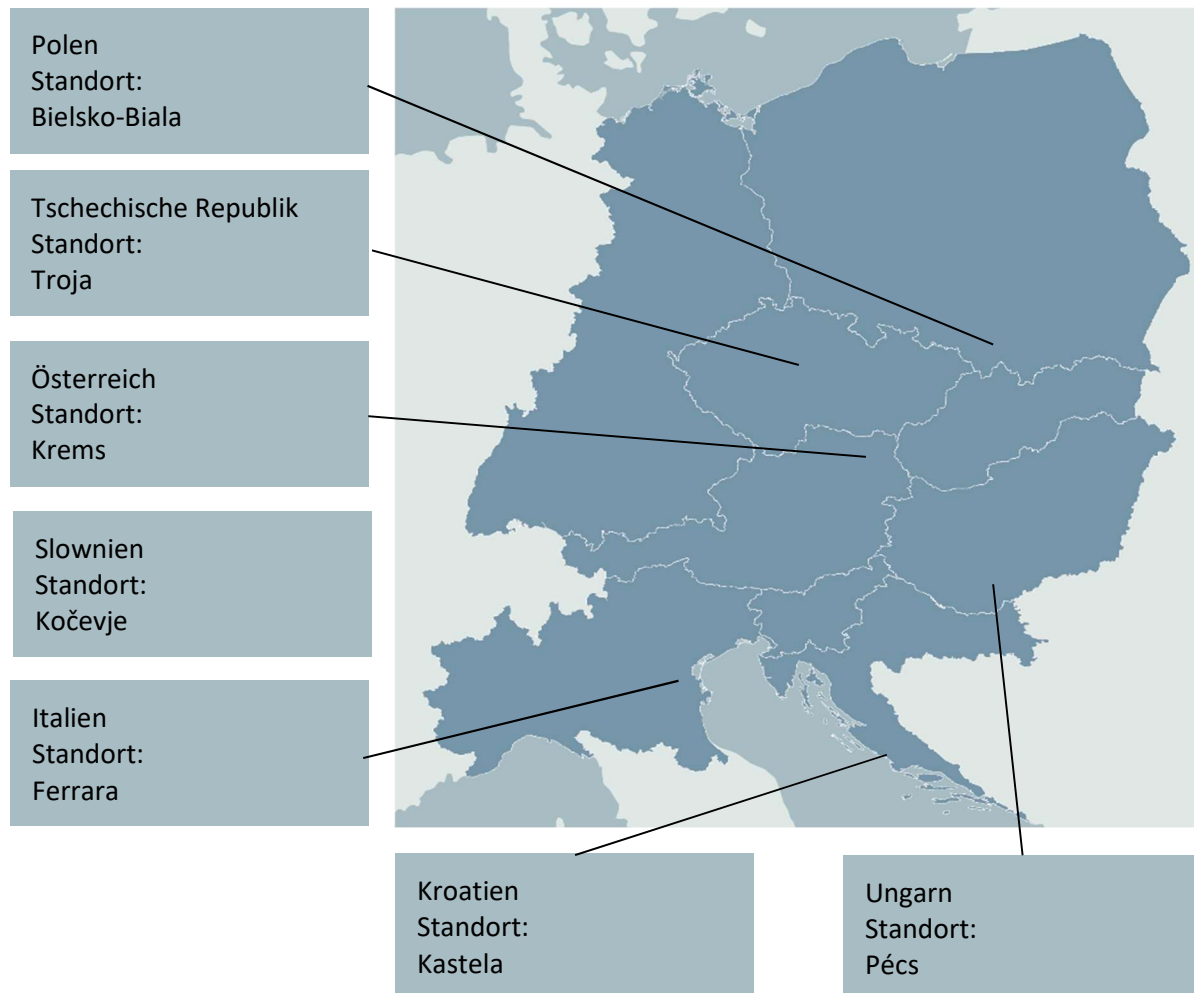 Polen
Standort:
Bielsko-Biala
Tschechische Republik
Standort:
Troja
Österreich
Standort:
Krems
Slownien
Standort:
Kočevje
Italien
Standort:
Ferrara
Kroatien
Standort:
Kastela
Ungarn
Standort:
Pécs